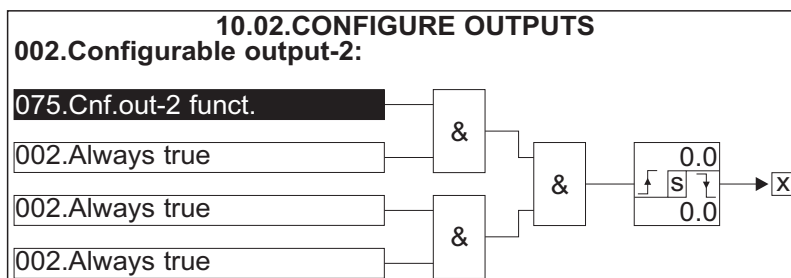 10.02.CONFIGURE OUTPUTS
002.Configurable output-2:
075.Cnf.out-2 funct.
&
002.Always true
&
0.0
S
X
0.0
002.Always true
&
002.Always true